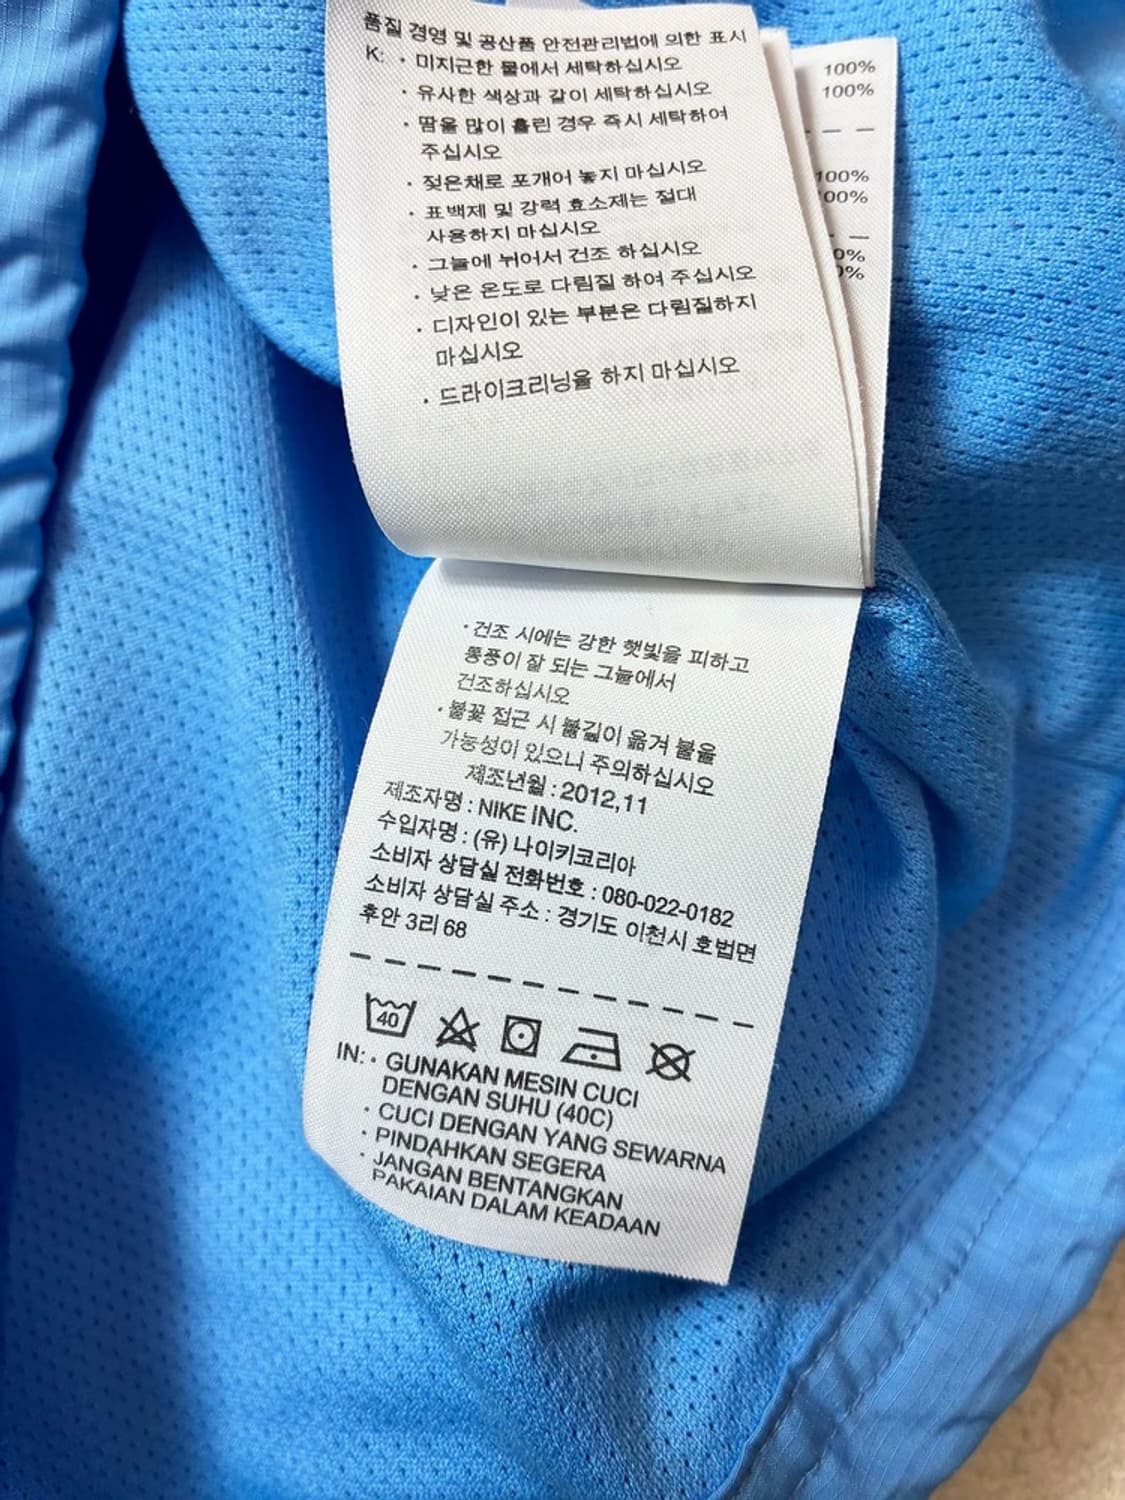 품질 경영 및 공산품 안전관리법에 의한 표시
K: · 미지근한 물에서 세탁하십시오
· 유사한 색상과 같이 세탁하십시오
· 땀을 많이 흘린 경우 즉시 세탁하여
주십시오
· 젖은채로 포개어 놓지 마십시오
· 표백제 및 강력 효소제는 절대
사용하지 마십시오
· 그늘에 뉘어서 건조 하십시오
· 낮은 온도로 다림질 하여 주십시오
· 디자인이 있는 부분은 다림질하지
마십시오
· 드라이크리닝을 하지 마십시오
100%
100%
100%
00%
0%
0%
· 건조 시에는 강한 햇빛을 피하고
통풍이 잘 되는 그늘에서
건조하십시오
· 불꽃 접근 시 불길이 옮겨 붙을
가능성이 있으니 주의하십시오
제조년월 : 2012,11
제조자명 : NIKE INC.
수입자명 : (유) 나이키코리아
소비자 상담실 전화번호 : 080-022-0182
소비자 상담실 주소 : 경기도 이천시 호법면
후안 3리 68
40
IN: · GUNAKAN MESIN CUCI
DENGAN SUHU (40C)
· CUCI DENGAN YANG SEWARNA
· PINDAHKAN SEGERA
· JANGAN BENTANGKAN
PAKAIAN DALAM KEADAAN